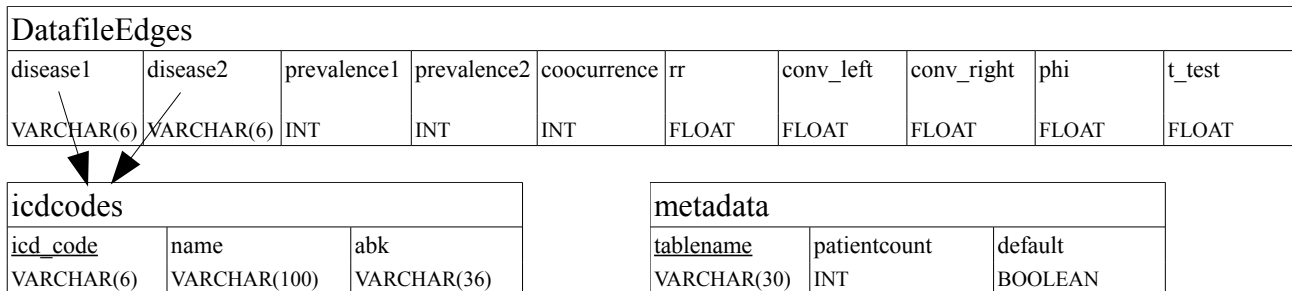 DatafileEdges
disease1 disease2 prevalence1 prevalence2 coocurrence rr conv_left conv_right phi t_test
VARCHAR(6) VARCHAR(6) INT INT INT FLOAT FLOAT FLOAT FLOAT FLOAT
icdcodes metadata
icd_code name abk tablename patientcount default
VARCHAR(6) VARCHAR(100) VARCHAR(36) VARCHAR(30) INT BOOLEAN